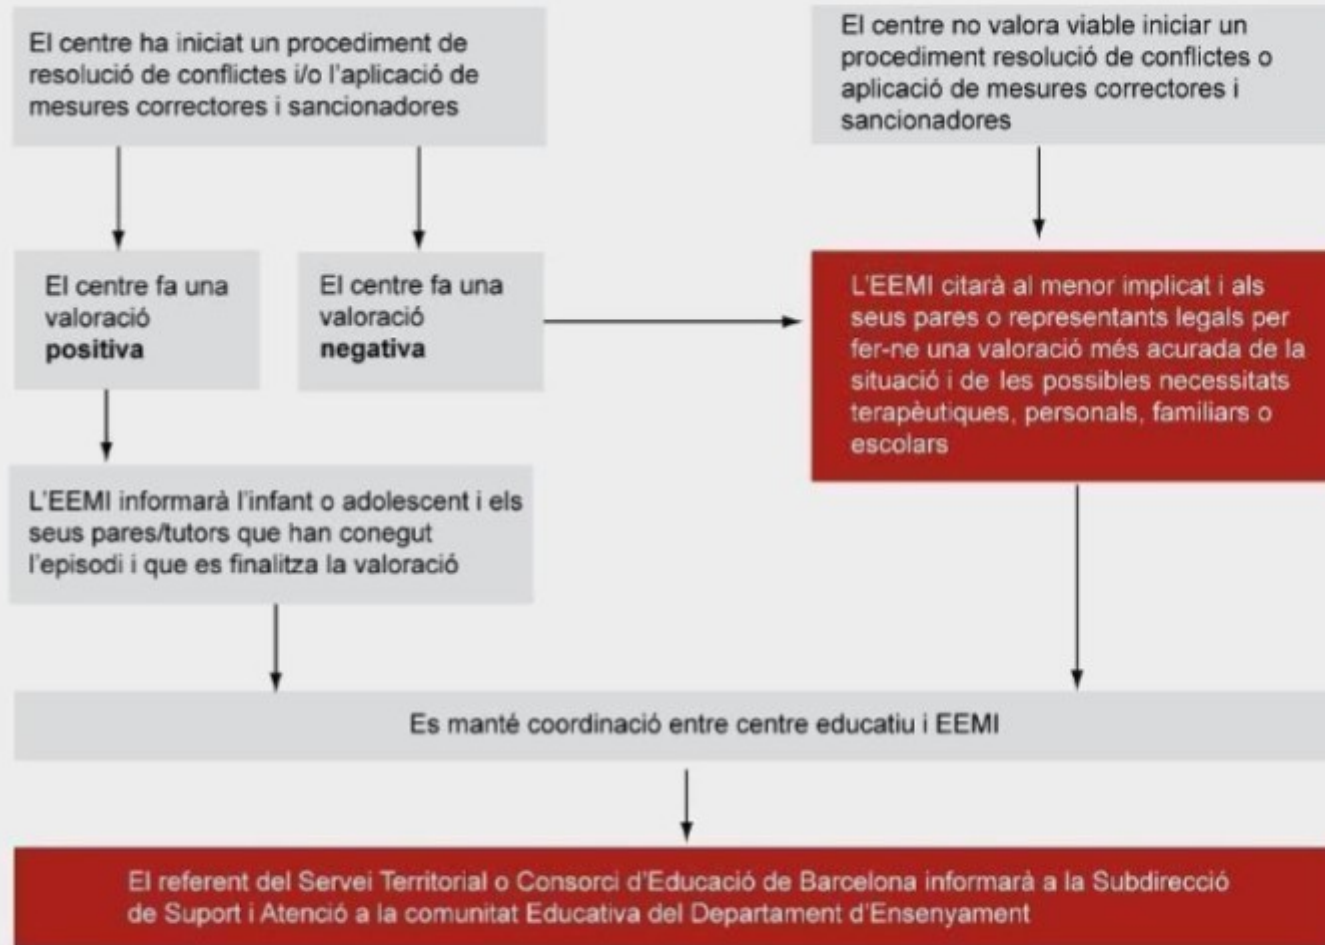 El centre ha iniciat un procediment de
resolució de conflictes i/o l'aplicació de
mesures correctores i sancionadores
El centre no valora viable iniciar un
procediment resolució de conflictes o
aplicació de mesures correctores i
sancionadores
El centre fa una
valoració
positiva
El centre fa una
valoració
negativa
L'EEMI citarà al menor implicat i als
seus pares o representants legals per
fer-ne una valoració més acurada de la
situació i de les possibles necessitats
terapèutiques, personals, familiars o
escolars
L'EEMI informarà l'infant o adolescent i els
seus pares/tutors que han conegut
l'episodi i que es finalitza la valoració
Es manté coordinació entre centre educatiu i EEMI
El referent del Servei Territorial o Consorci d'Educació de Barcelona informarà a la Subdirecció
de Suport i Atenció a la comunitat Educativa del Departament d'Ensenyament